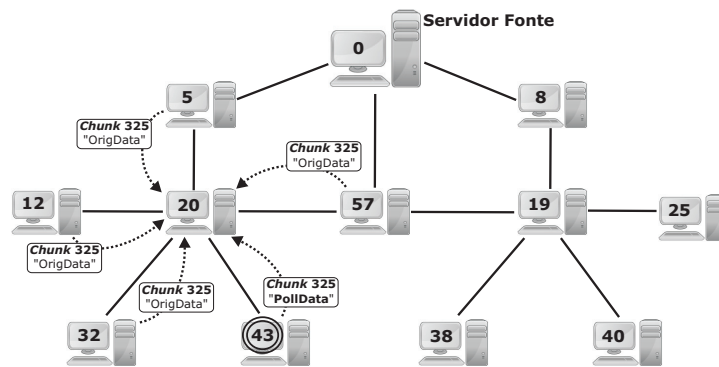 Servidor Fonte
0
5
8
Chunk 325
"OrigData"
Chunk 325
"OrigData"
12
20
57
19
25
Chunk 325
"OrigData"
Chunk 325
"OrigData"
Chunk 325
"PollData"
32
43
38
40